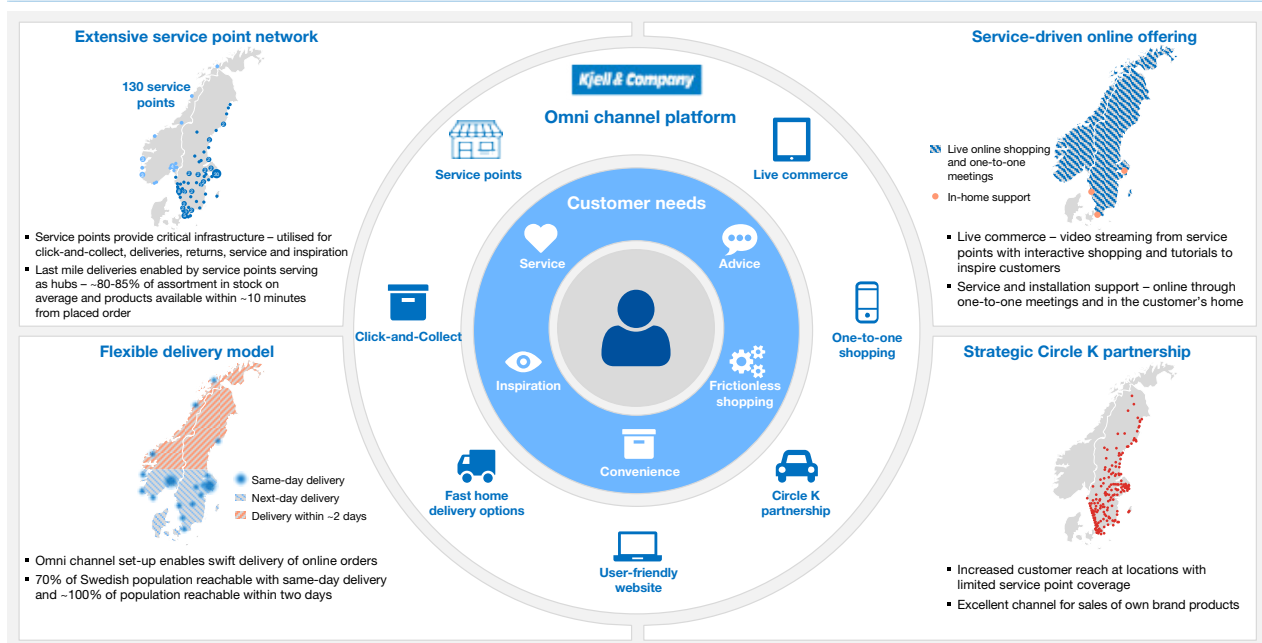 Extensive service point network
130 service
points
Service points provide critical infrastructure – utilised for
click-and-collect, deliveries, returns, service and inspiration
Last mile deliveries enabled by service points serving
as hubs – ~80-85% of assortment in stock on
average and products available within ~10 minutes
from placed order
Flexible delivery model
Same-day delivery
Next-day delivery
Delivery within ~2 days
Omni channel set-up enables swift delivery of online orders
70% of Swedish population reachable with same-day delivery
and ~100% of population reachable within two days
Kjell & Company
Omni channel platform
Service points
Live commerce
Customer needs
Service
Advice
Click-and-Collect
One-to-one
shopping
Inspiration
Frictionless
shopping
Convenience
Fast home
delivery options
Circle K
partnership
User-friendly
website
Service-driven online offering
Live online shopping
and one-to-one
meetings
In-home support
Live commerce – video streaming from service
points with interactive shopping and tutorials to
inspire customers
Service and installation support – online through
one-to-one meetings and in the customer's home
Strategic Circle K partnership
Increased customer reach at locations with
limited service point coverage
Excellent channel for sales of own brand products